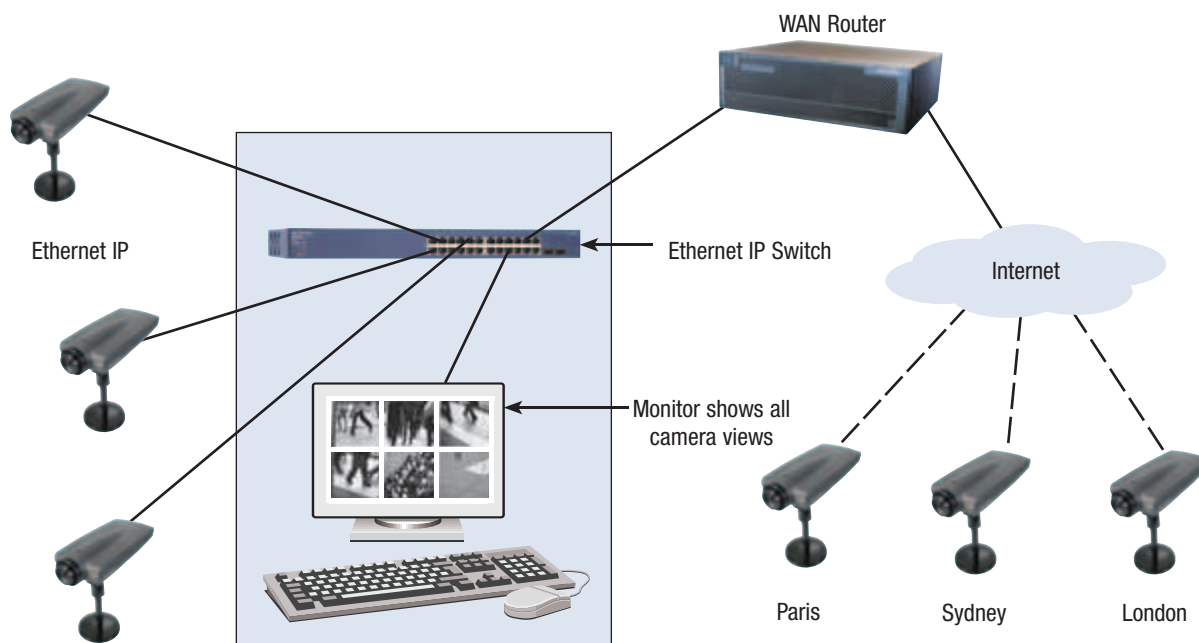 WAN Router
Ethernet IP
Ethernet IP Switch
Internet
Monitor shows all
camera views
Paris
Sydney
London